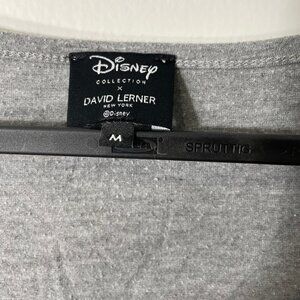 Disney
COLLECTION
X
DAVID LERNER
NEW YORK
©Disney
M
SPRUTTIG